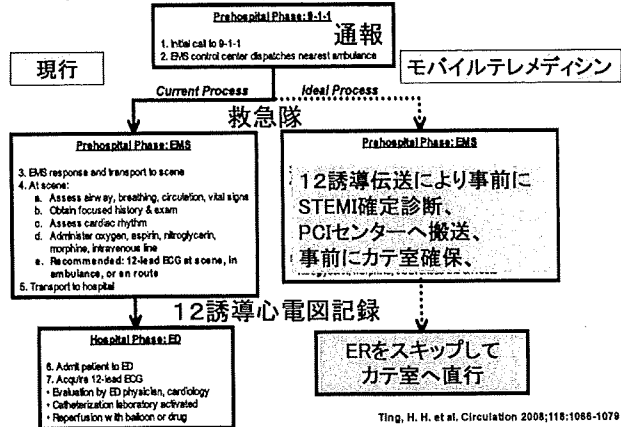 Prehospital Phase: 9-1-1
1. Initial call to 9-1-1
通報
2. EMS control center dispatches nearest ambulance
現行
モバイルテレメディシン
Current Process
Ideal Process
救急隊
Prehospital Phase: EMS
3. EMS response and transport to scene
4. At scene:
a. Assess airway, breathing, circulation, vital signs
b. Obtain focused history & exam
c. Assess cardiac rhythm
d. Administer oxygen, aspirin, nitroglycerin,
morphine, intravenous line
e. Recommended: 12-lead ECG at scene, in
ambulance, or en route
5. Transport to hospital
Prehospital Phase: EMS
12誘導伝送により事前に
STEMI確定診断、
PCIセンターへ搬送、
事前にカテ室確保、
12誘導心電図記録
Hospital Phase: ED
6. Admit patient to ED
7. Acquire 12-lead ECG
• Evaluation by ED physician, cardiology
• Catheterization laboratory activated
• Reperfusion with balloon or drug
ERをスキップして
カテ室へ直行
Ting, H. H. et al. Circulation 2008;118:1066-1079